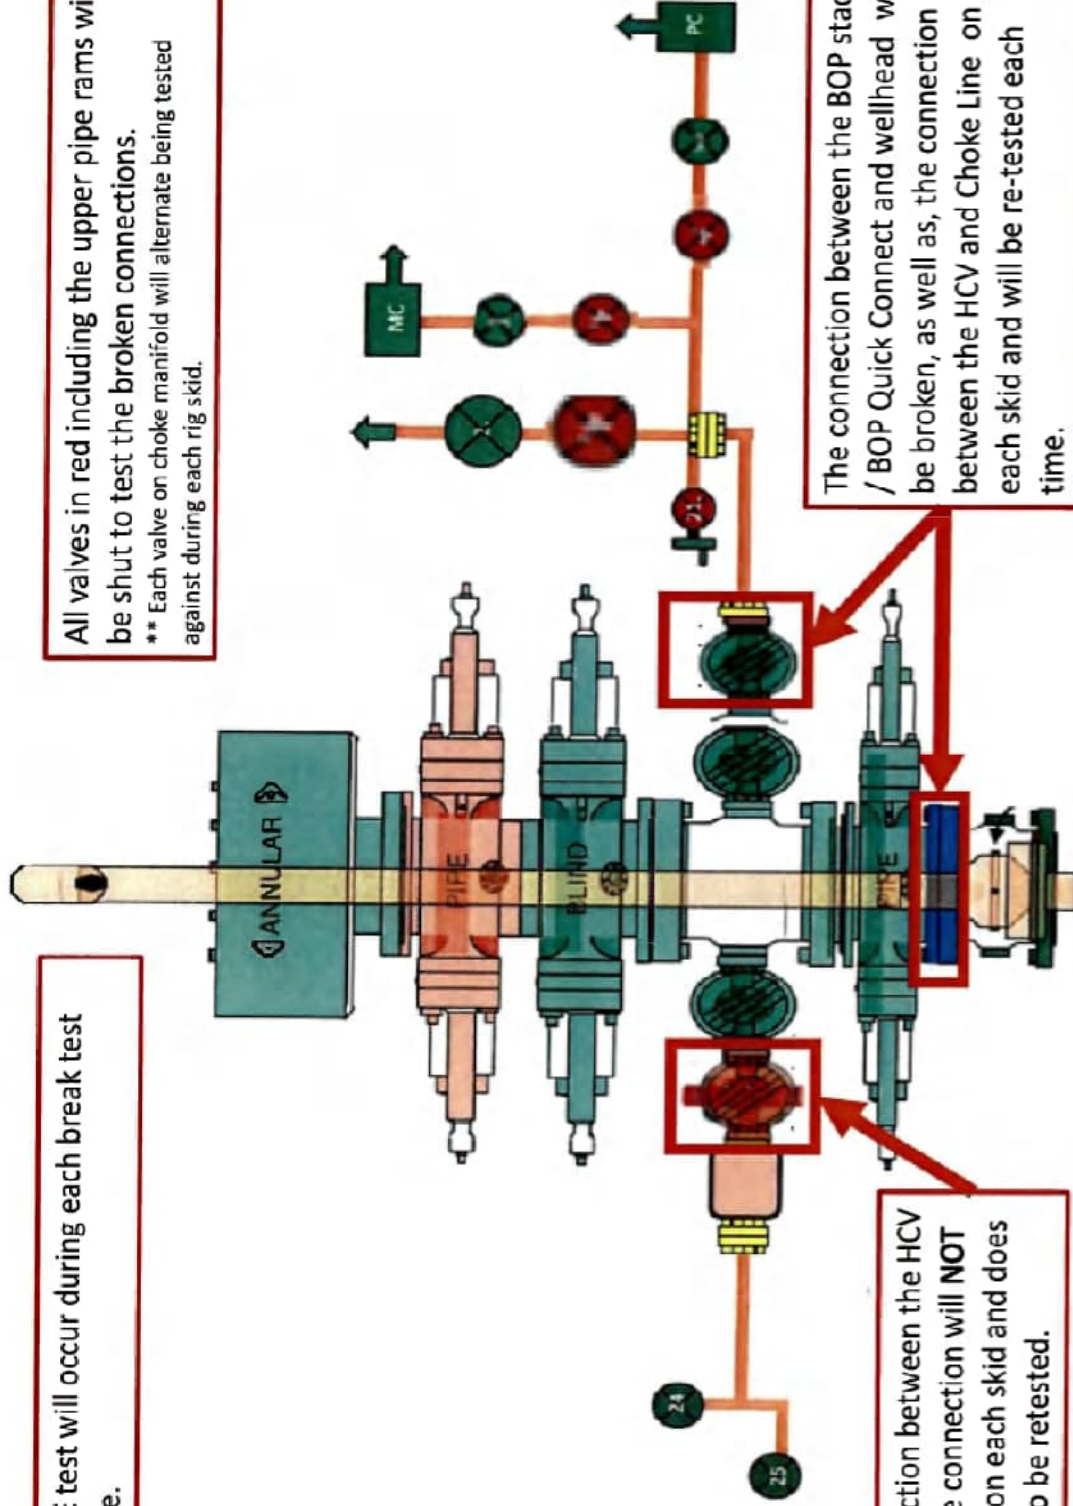 test will occur during each break test
e.
All valves in red including the upper pipe rams wi
be shut to test the broken connections.
** Each valve on choke manifold will alternate being tested
against during each rig skid.
ANNULAR
PIPE
BLIND
PIPE
MC
PC
24
25
The connection between the BOP stac
/ BOP Quick Connect and wellhead w
be broken, as well as, the connection
between the HCV and Choke Line on
each skid and will be re-tested each
time.
ction between the HCV
e connection will NOT
on each skid and does
o be retested.